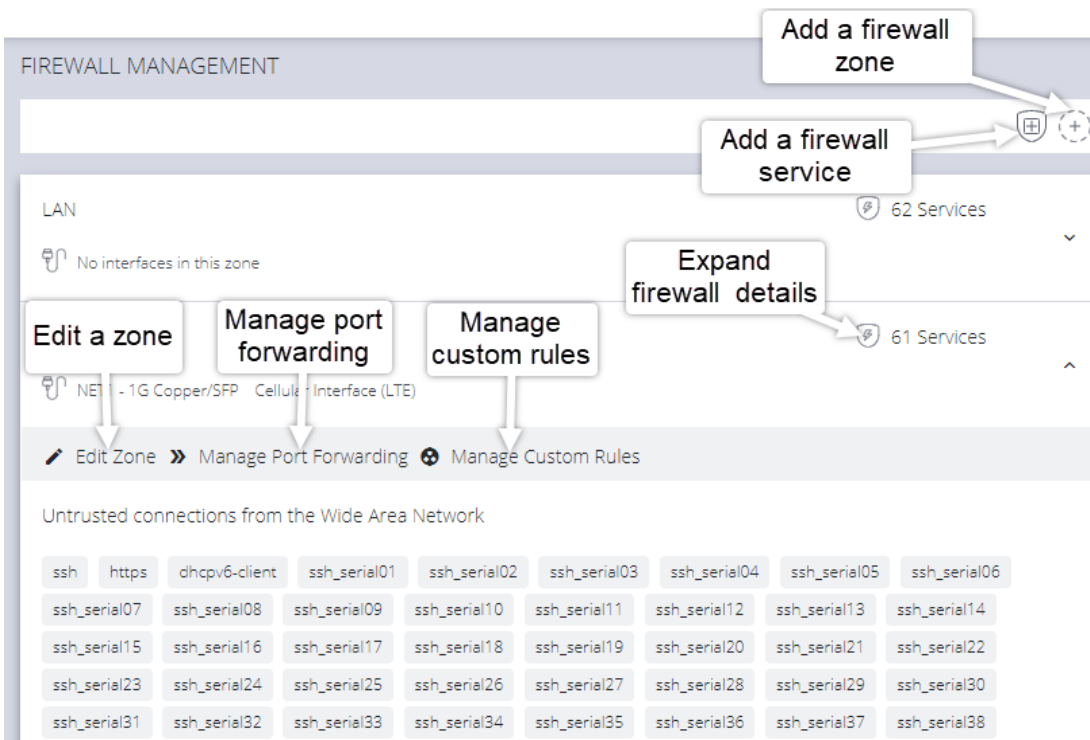 Add a firewall
zone
FIREWALL MANAGEMENT
Add a firewall
service
LAN
62 Services
No interfaces in this zone
Expand
firewall details
Edit a zone
Manage port
forwarding
Manage
custom rules
61 Services
NET1 - 1G Copper/SFP Cellular Interface (LTE)
Edit Zone Manage Port Forwarding Manage Custom Rules
Untrusted connections from the Wide Area Network
ssh https dhcpv6-client ssh_serial01 ssh_serial02 ssh_serial03 ssh_serial04 ssh_serial05 ssh_serial06
ssh_serial07 ssh_serial08 ssh_serial09 ssh_serial10 ssh_serial11 ssh_serial12 ssh_serial13 ssh_serial14
ssh_serial15 ssh_serial16 ssh_serial17 ssh_serial18 ssh_serial19 ssh_serial20 ssh_serial21 ssh_serial22
ssh_serial23 ssh_serial24 ssh_serial25 ssh_serial26 ssh_serial27 ssh_serial28 ssh_serial29 ssh_serial30
ssh_serial31 ssh_serial32 ssh_serial33 ssh_serial34 ssh_serial35 ssh_serial36 ssh_serial37 ssh_serial38